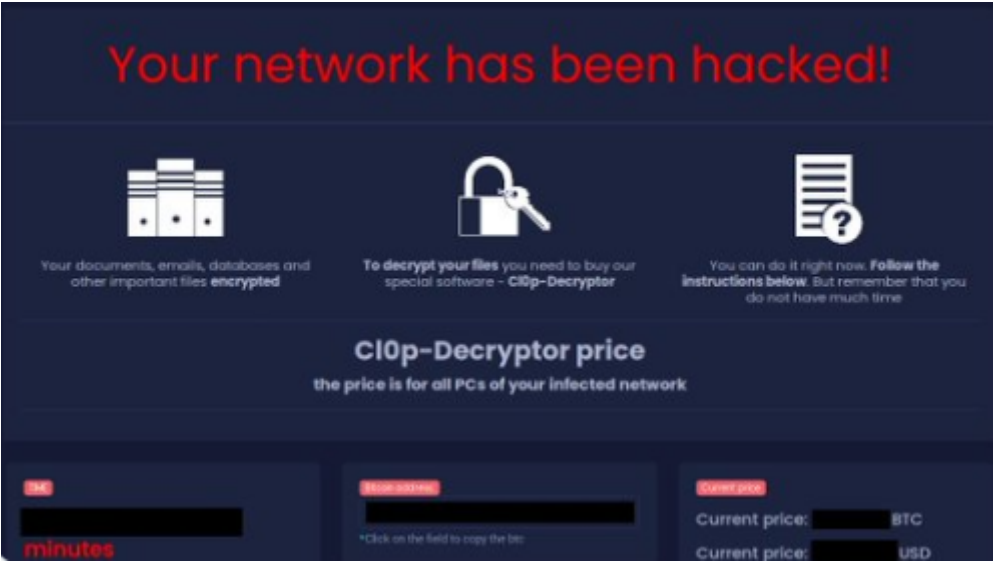 Your network has been hacked!
Your documents, emails, databases and
other important files encrypted
To decrypt your files you need to buy our
special software - Cl0p-Decryptor
You can do it right now. Follow the
instructions below. But remember that you
do not have much time
Cl0p-Decryptor price
the price is for all PCs of your infected network
TIME
minutes
Bitcoin address
*Click on the field to copy the btc
Current price
Current price: BTC
Current price: USD